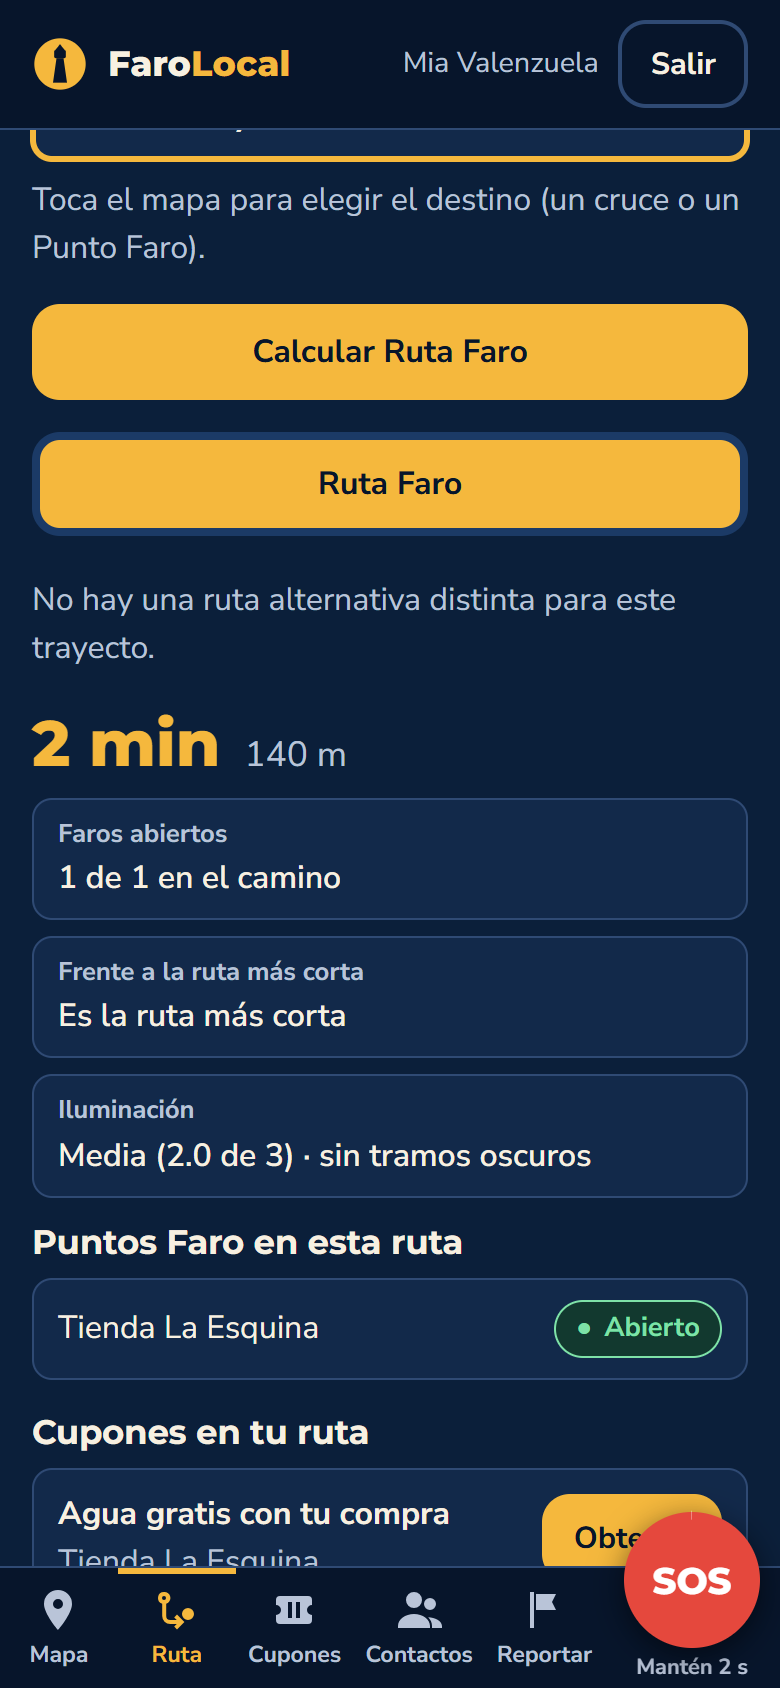 FaroLocal
Mia Valenzuela
Salir
Toca el mapa para elegir el destino (un cruce o un
Punto Faro).
Calcular Ruta Faro
Ruta Faro
No hay una ruta alternativa distinta para este
trayecto.
2 min 140 m
Faros abiertos
1 de 1 en el camino
Frente a la ruta más corta
Es la ruta más corta
Iluminación
Media (2.0 de 3) · sin tramos oscuros
Puntos Faro en esta ruta
Tienda La Esquina
Abierto
Cupones en tu ruta
Agua gratis con tu compra
Tienda La Esquina
SOS
Mapa
Ruta
Cupones
Contactos
Reportar
Mantén 2 s